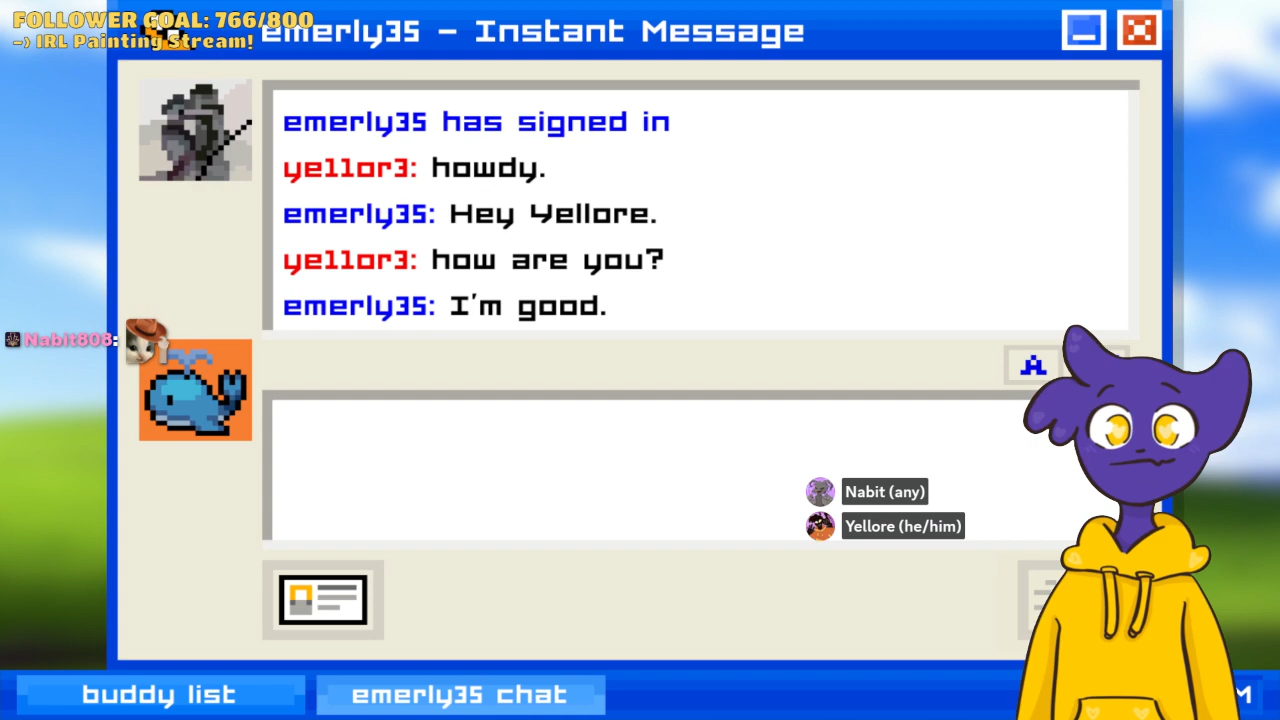 FOLLOWER GOAL: 766/800
-> IRL Painting Stream!
emerly35 - Instant Message
emerly35 has signed in
yellor3: howdy.
emerly35: Hey Yellore.
yellor3: how are you?
emerly35: I'm good.
Nabit808:
A
Nabit (any)
Yellore (he/him)
buddy list
emerly35 chat
M